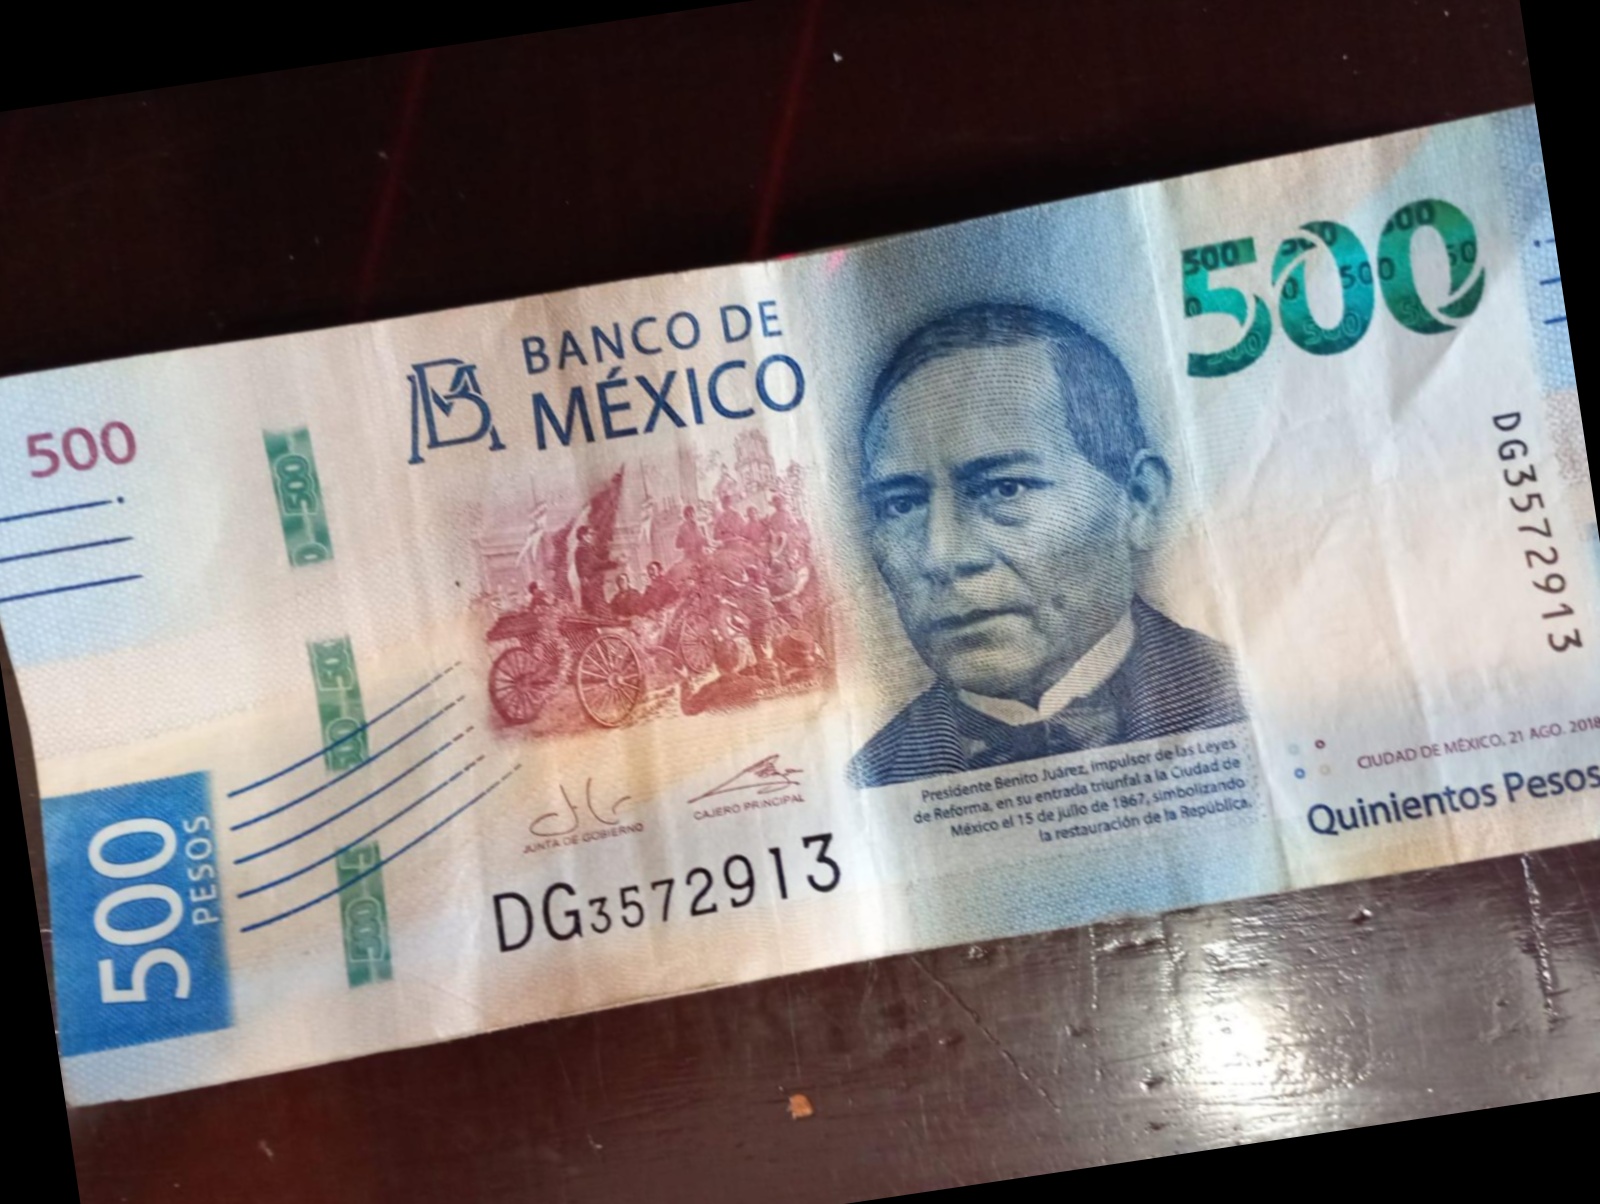 500
BANCO DE
MÉXICO
500
500
500
PESOS
JUNTA DE GOBIERNO
CAJERO PRINCIPAL
DG3572913
Presidente Benito Juárez, impulsor de las Leyes
de Reforma, en su entrada triunfal a la Ciudad de
México el 15 de julio de 1867, simbolizando
la restauración de la República.
DG3572913
CIUDAD DE MÉXICO, 21 AGO. 2018
Quinientos Pesos